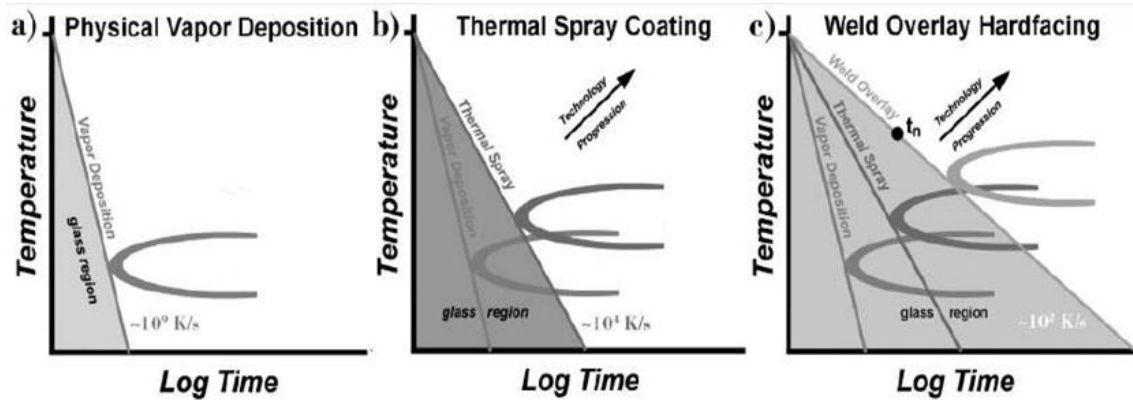 a) Physical Vapor Deposition
Temperature
Vapor Deposition
glass region
~10⁹ K/s
Log Time
b) Thermal Spray Coating
Temperature
Technology
Progression
Thermal Spray
Vapor Deposition
glass region
~10⁴ K/s
Log Time
c) Weld Overlay Hardfacing
Temperature
Weld Overlay
tn
Technology
Progression
Thermal Spray
Vapor Deposition
glass region
~10² K/s
Log Time